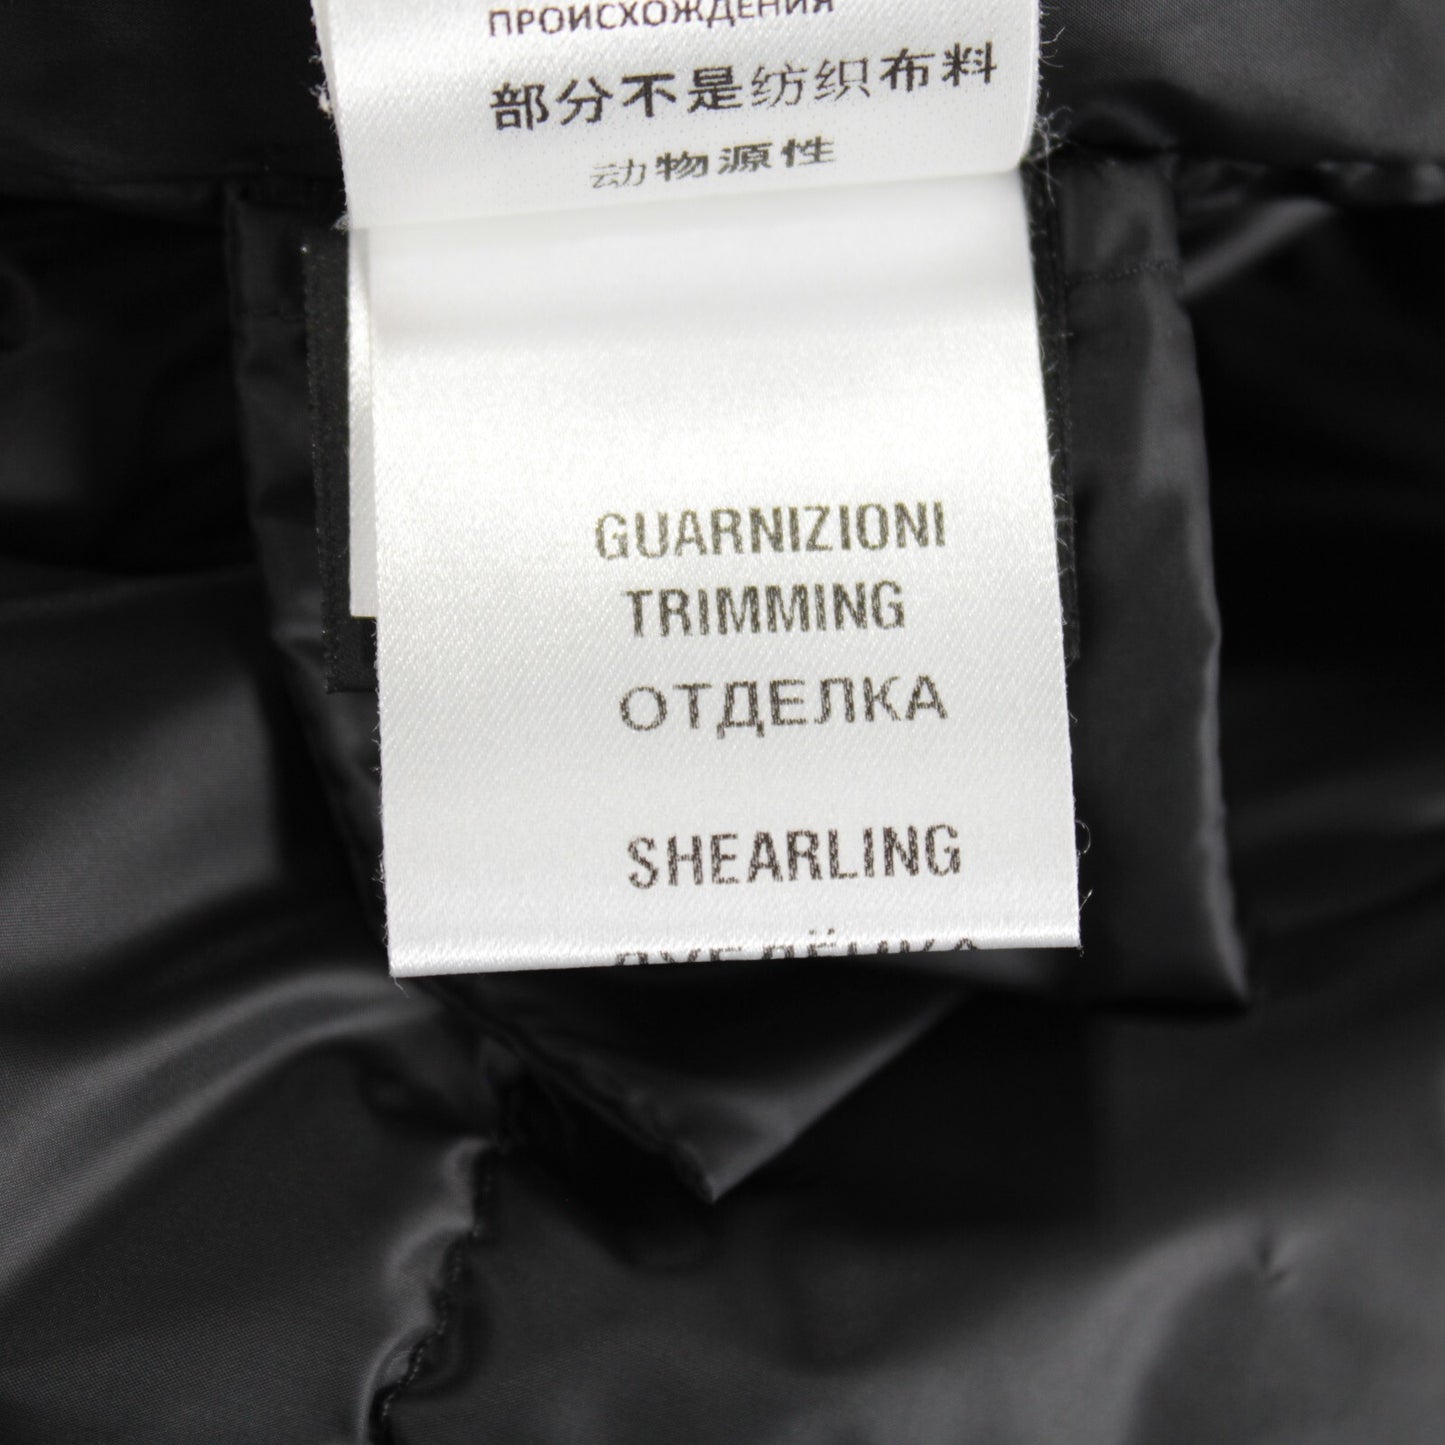 ПРОИСХОЖДЕНИЯ
部分不是纺织布料
动物源性
GUARNIZIONI
TRIMMING
ОТДЕЛКА
SHEARLING